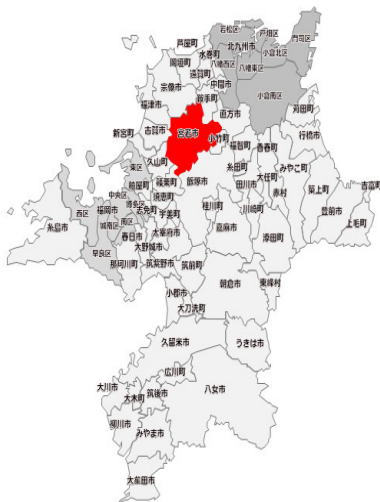 若松区
戸畑区
門司区
芦屋町
水巻町
北九州市
小倉北区
岡垣町
遠賀町
八幡西区
八幡東区
宗像市
中間市
鞍手町
小倉南区
福津市
直方市
苅田町
新宮町
古賀市
宮若市
小竹町
行橋市
福智町
香春町
久山町
東区
篠栗町
飯塚市
糸田町
みやこ町
粕屋町
田川市
大任町
吉富町
中央区
須恵町
赤村
築上町
西区
福岡市
博多区
志免町
宇美町
桂川町
川崎町
豊前市
糸島市
城南区
南区
春日市
太宰府市
嘉麻市
添田町
上毛町
早良区
大野城市
那珂川町
筑紫野市
筑前町
朝倉市
東峰村
小郡市
大刀洗町
久留米市
うきは市
広川町
大川市
大木町
筑後市
八女市
柳川市
みやま市
大牟田市